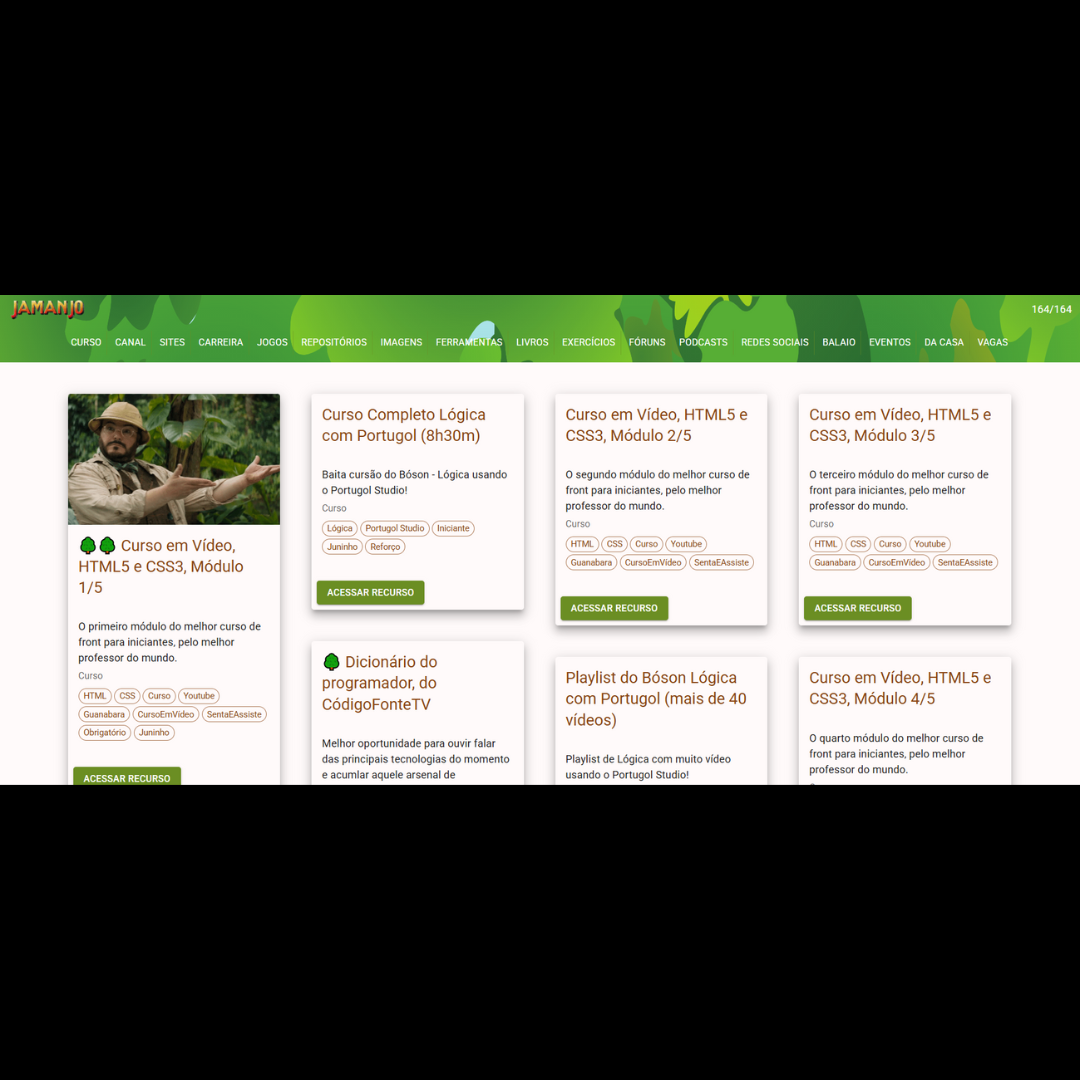 JAMANJO
164/164
CURSO CANAL SITES CARREIRA JOGOS REPOSITÓRIOS IMAGENS FERRAMENTAS LIVROS EXERCÍCIOS FÓRUNS PODCASTS REDES SOCIAIS BALAIO EVENTOS DA CASA VAGAS
Curso em Vídeo,
HTML5 e CSS3, Módulo
1/5
O primeiro módulo do melhor curso de
front para iniciantes, pelo melhor
professor do mundo.
Curso
HTML CSS Curso Youtube
Guanabara CursoEmVídeo SentaEAssiste
Obrigatório Juninho
ACESSAR RECURSO
Curso Completo Lógica
com Portugol (8h30m)
Baita cursão do Bóson - Lógica usando
o Portugol Studio!
Curso
Lógica Portugol Studio Iniciante
Juninho Reforço
ACESSAR RECURSO
Dicionário do
programador, do
CódigoFonteTV
Melhor oportunidade para ouvir falar
das principais tecnologias do momento
e acumlar aquele arsenal de
Curso em Vídeo, HTML5 e
CSS3, Módulo 2/5
O segundo módulo do melhor curso de
front para iniciantes, pelo melhor
professor do mundo.
Curso
HTML CSS Curso Youtube
Guanabara CursoEmVídeo SentaEAssiste
ACESSAR RECURSO
Playlist do Bóson Lógica
com Portugol (mais de 40
vídeos)
Playlist de Lógica com muito vídeo
usando o Portugol Studio!
Curso em Vídeo, HTML5 e
CSS3, Módulo 3/5
O terceiro módulo do melhor curso de
front para iniciantes, pelo melhor
professor do mundo.
Curso
HTML CSS Curso Youtube
Guanabara CursoEmVídeo SentaEAssiste
ACESSAR RECURSO
Curso em Vídeo, HTML5 e
CSS3, Módulo 4/5
O quarto módulo do melhor curso de
front para iniciantes, pelo melhor
professor do mundo.